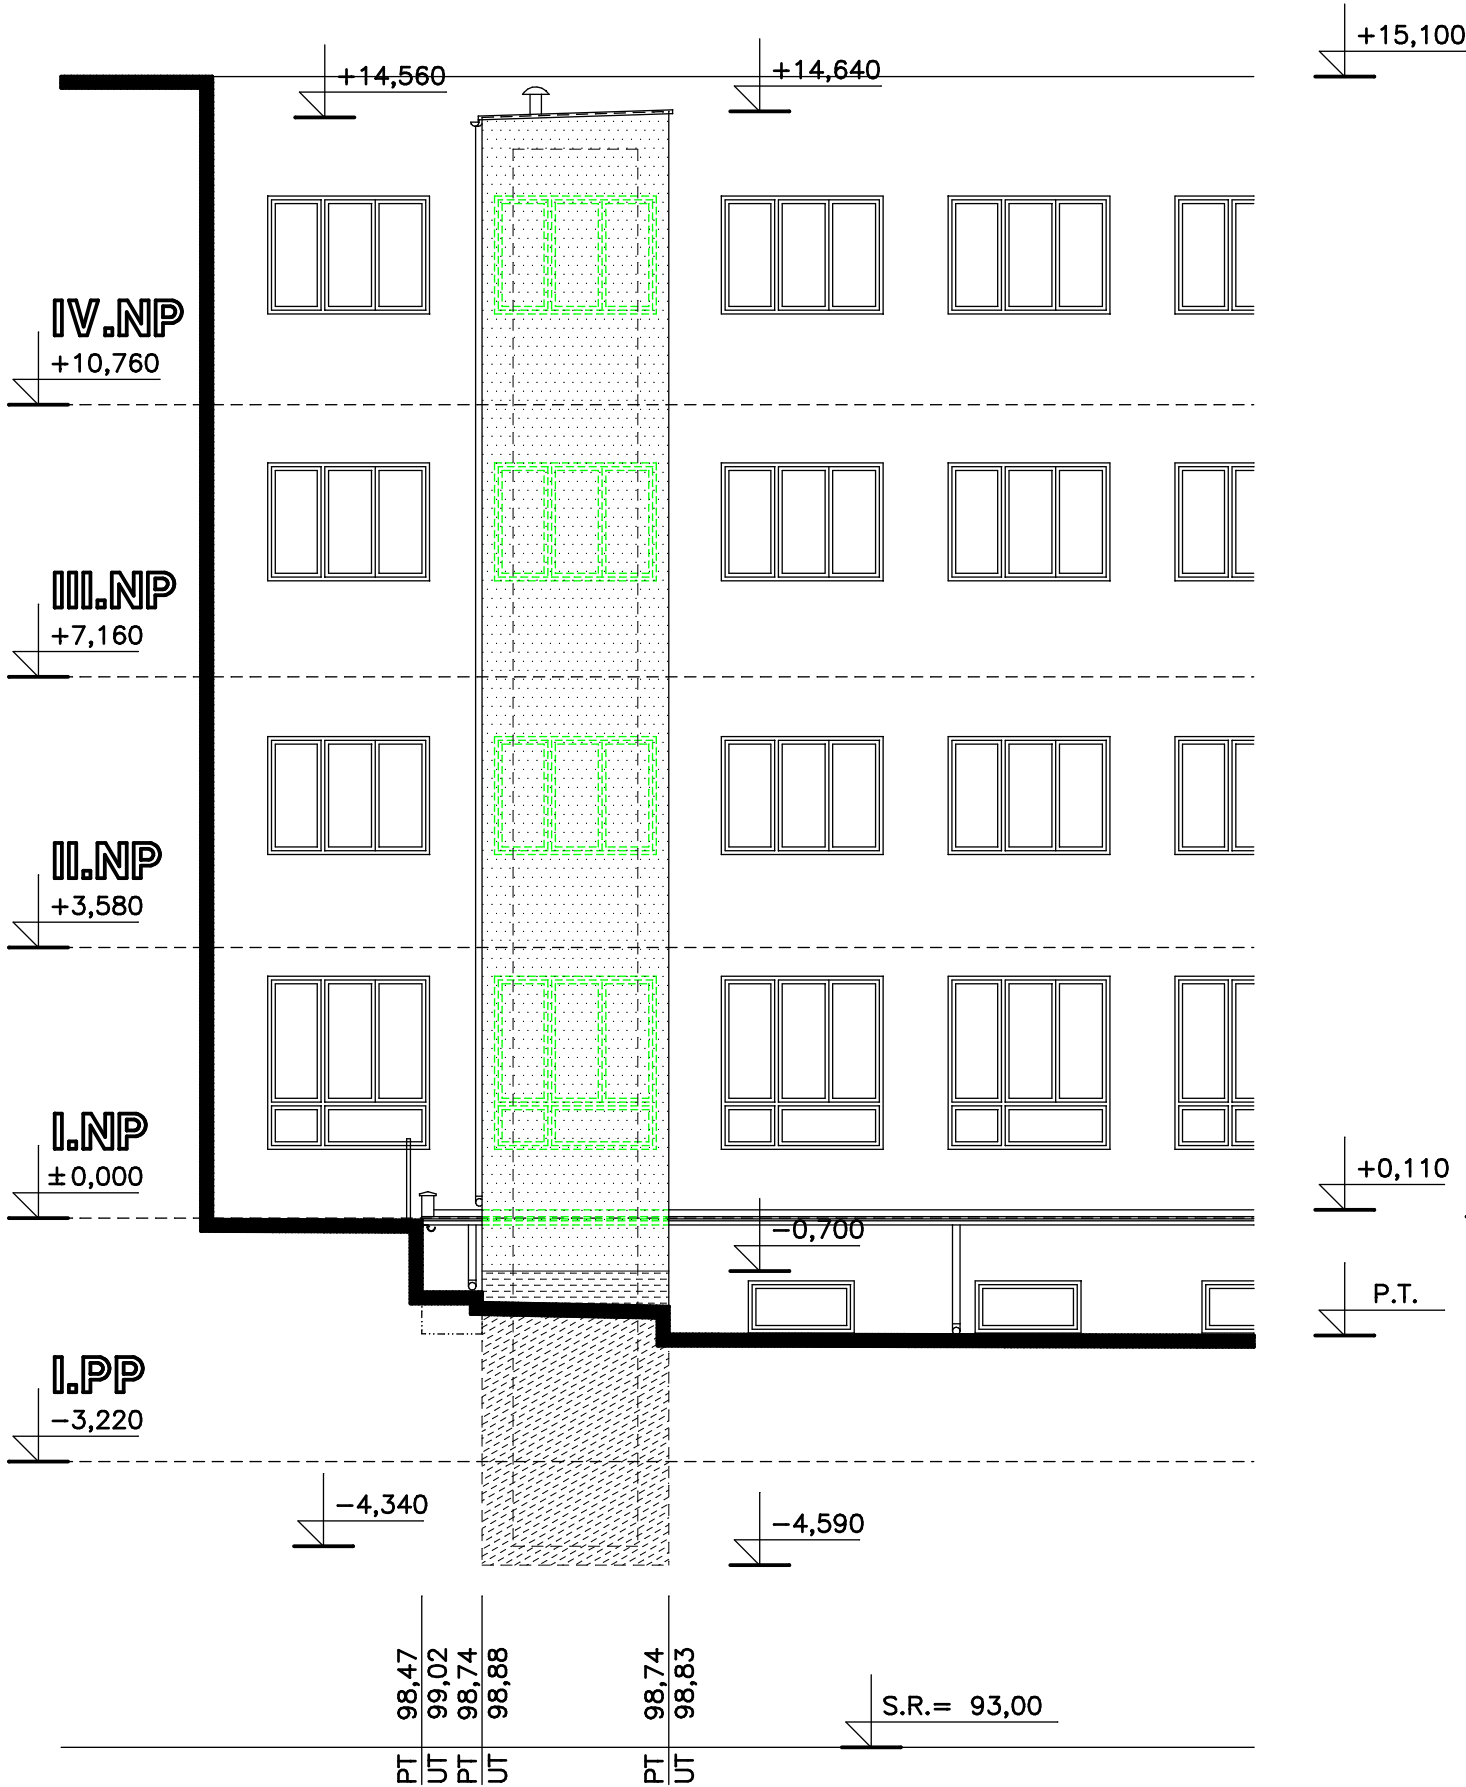 +15,100
+14,560
+14,640
IV.NP
+10,760
III.NP
+7,160
II.NP
+3,580
I.NP
±0,000
+0,110
-0,700
P.T.
I.PP
-3,220
-4,340
-4,590
PT 98,47
UT 99,02
PT 98,74
UT 98,88
PT 98,74
UT 98,83
S.R.= 93,00